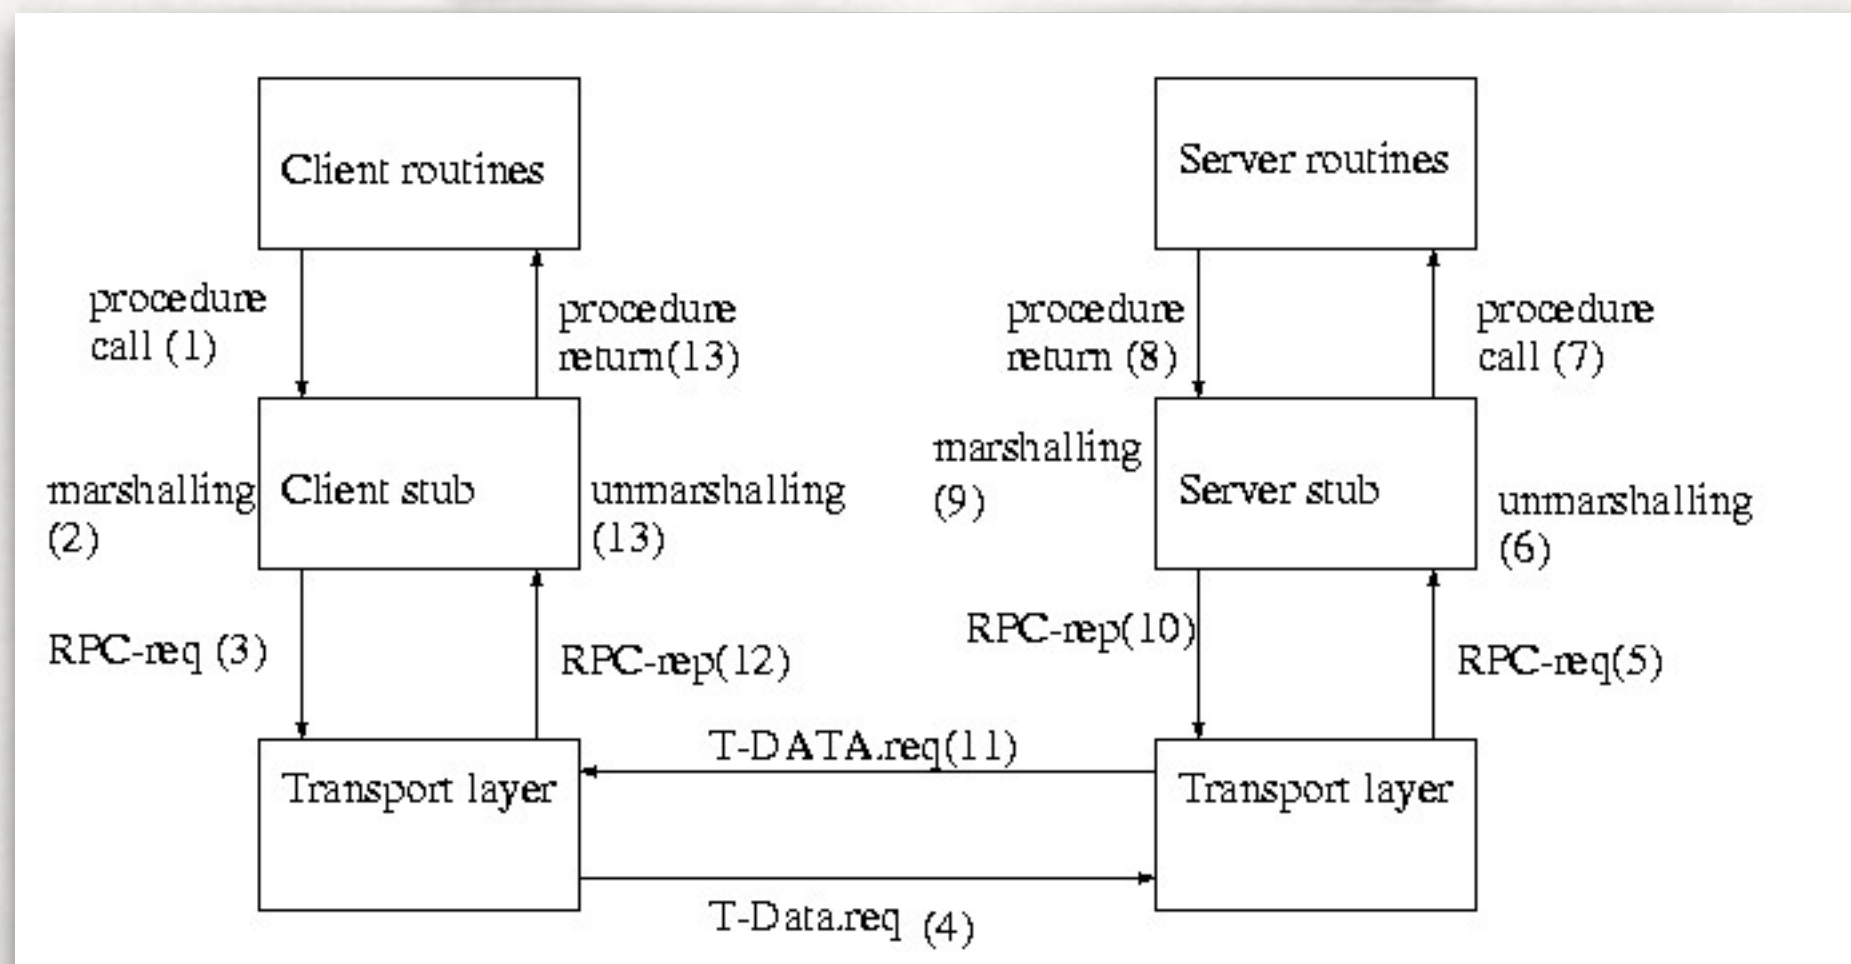 Client routines
Server routines
procedure
call (1)
procedure
return(13)
procedure
return (8)
procedure
call (7)
marshalling
(2)
Client stub
unmarshalling
(13)
marshalling
(9)
Server stub
unmarshalling
(6)
RPC-req (3)
RPC-rep(12)
RPC-rep(10)
RPC-req(5)
T-DATA.req(11)
Transport layer
Transport layer
T-Data.req (4)